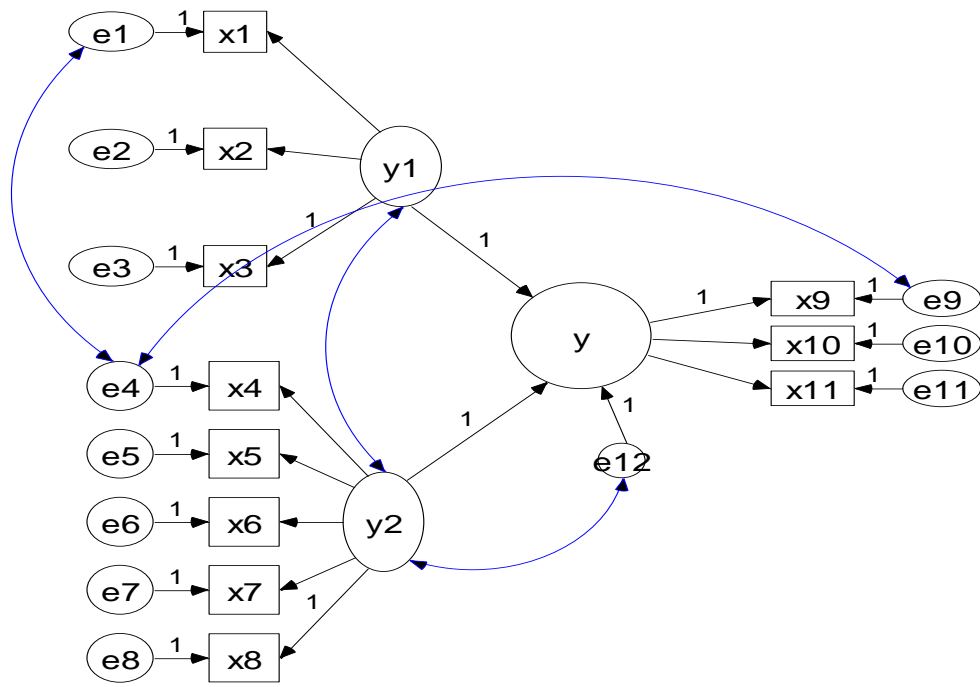 e1 1 x1
e2 1 x2
y1
e3 1 x3 1
1
y
1 x9 1 e9
x10 1 e10
x11 1 e11
e4 1 x4
1
1
e12
e5 1 x5
e6 1 x6
y2
e7 1 x7
1
e8 1 x8